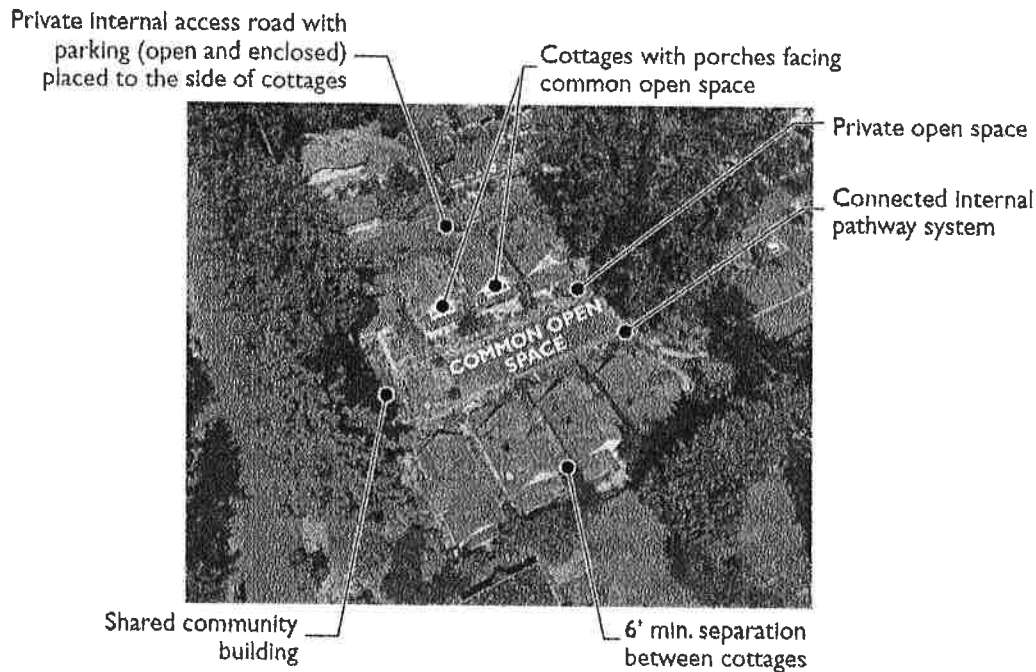 Private internal access road with
parking (open and enclosed)
placed to the side of cottages
Cottages with porches facing
common open space
Private open space
Connected internal
pathway system
COMMON OPEN
SPACE
Shared community
building
6' min. separation
between cottages